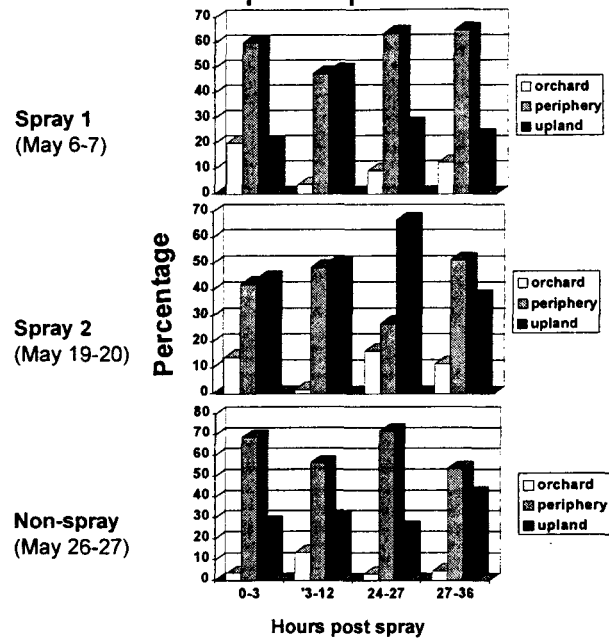 70
60
50
40
30
20
10
0
Spray 1
(May 6-7)
orchard
periphery
upland
70
60
50
40
30
20
10
0
Spray 2
(May 19-20)
Percentage
orchard
periphery
upland
80
70
60
50
40
30
20
10
0
Non-spray
(May 26-27)
orchard
periphery
upland
0-3 '3-12 24-27 27-36
Hours post spray